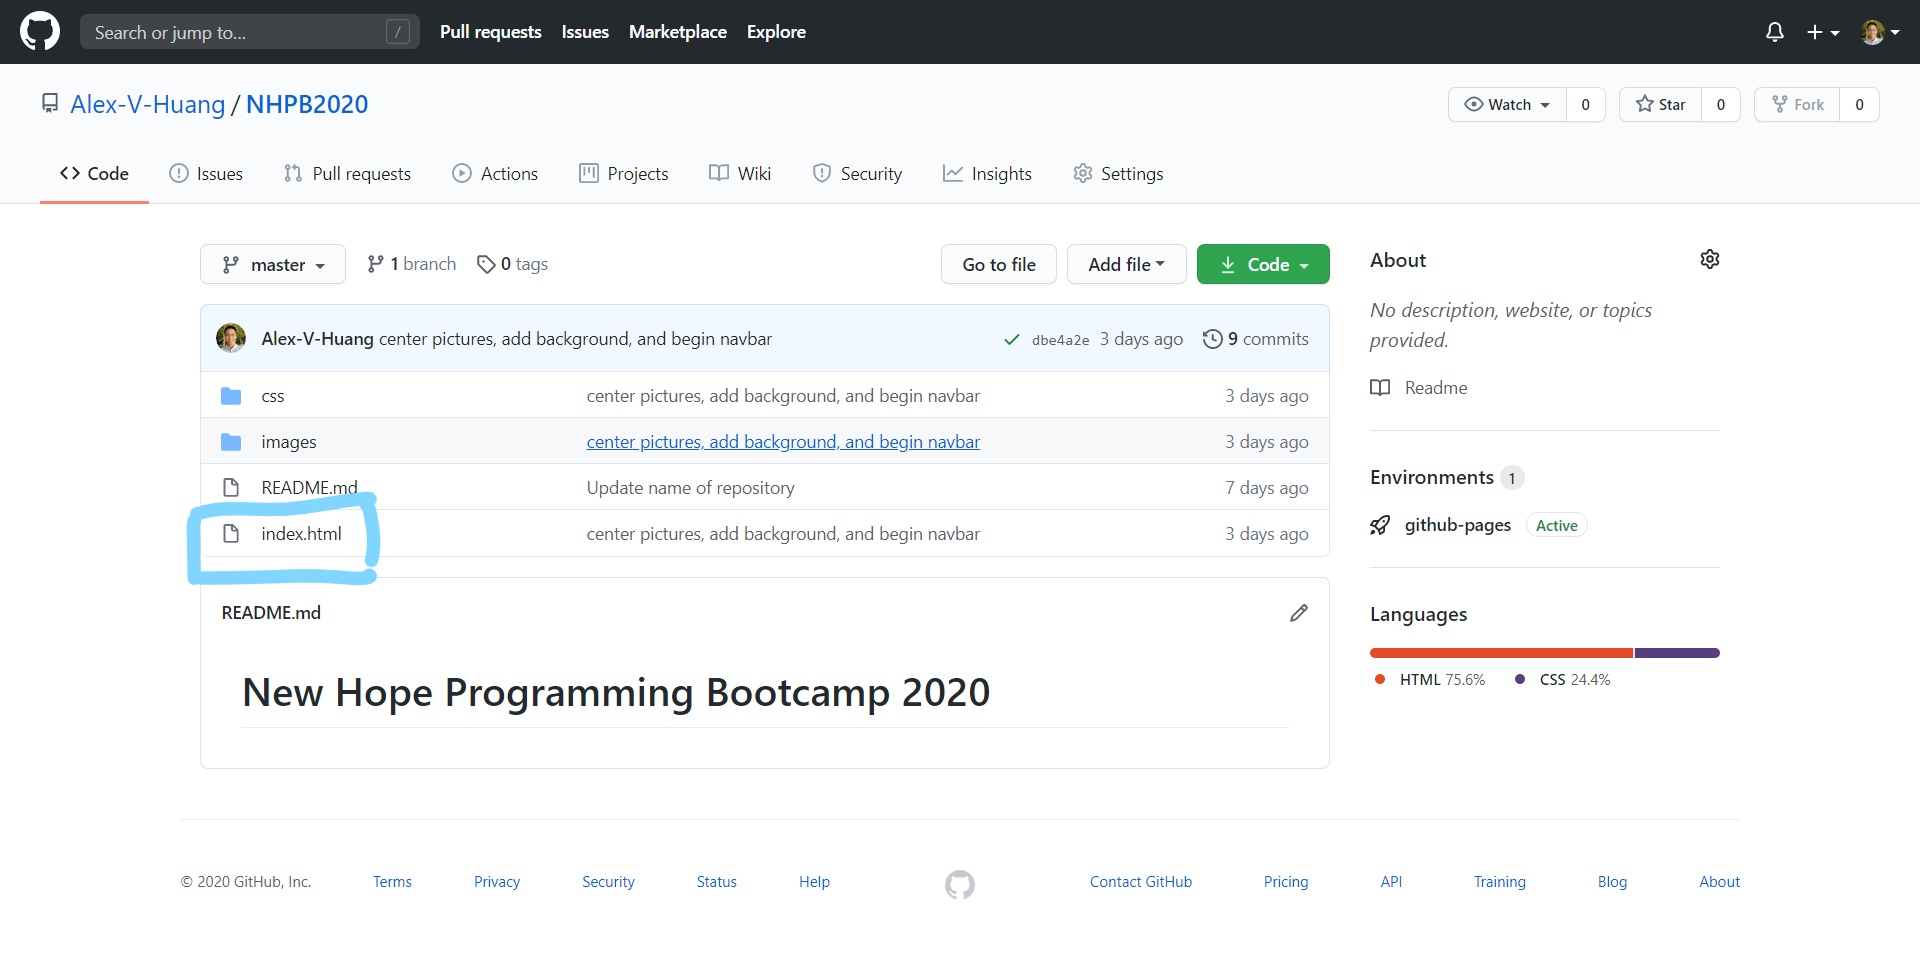 Search or jump to... /
Pull requests Issues Marketplace Explore
Alex-V-Huang / NHPB2020
Watch 0 Star 0 Fork 0
Code Issues Pull requests Actions Projects Wiki Security Insights Settings
master 1 branch 0 tags Go to file Add file Code
Alex-V-Huang center pictures, add background, and begin navbar dbe4a2e 3 days ago 9 commits
css center pictures, add background, and begin navbar 3 days ago
images center pictures, add background, and begin navbar 3 days ago
README.md Update name of repository 7 days ago
index.html center pictures, add background, and begin navbar 3 days ago
README.md
New Hope Programming Bootcamp 2020
About
No description, website, or topics
provided.
Readme
Environments 1
github-pages Active
Languages
HTML 75.6% CSS 24.4%
© 2020 GitHub, Inc. Terms Privacy Security Status Help Contact GitHub Pricing API Training Blog About